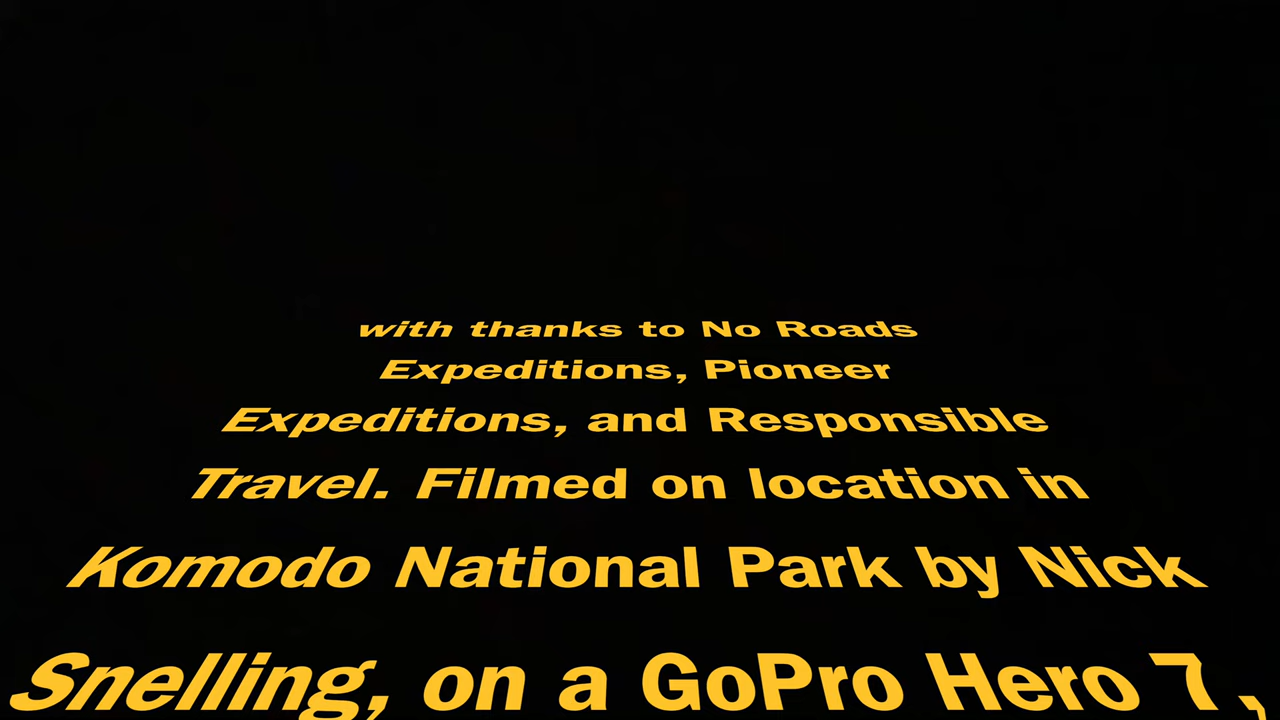 with thanks to No Roads
Expeditions, Pioneer
Expeditions, and Responsible
Travel. Filmed on location in
Komodo National Park by Nick
Snelling, on a GoPro Hero 7,